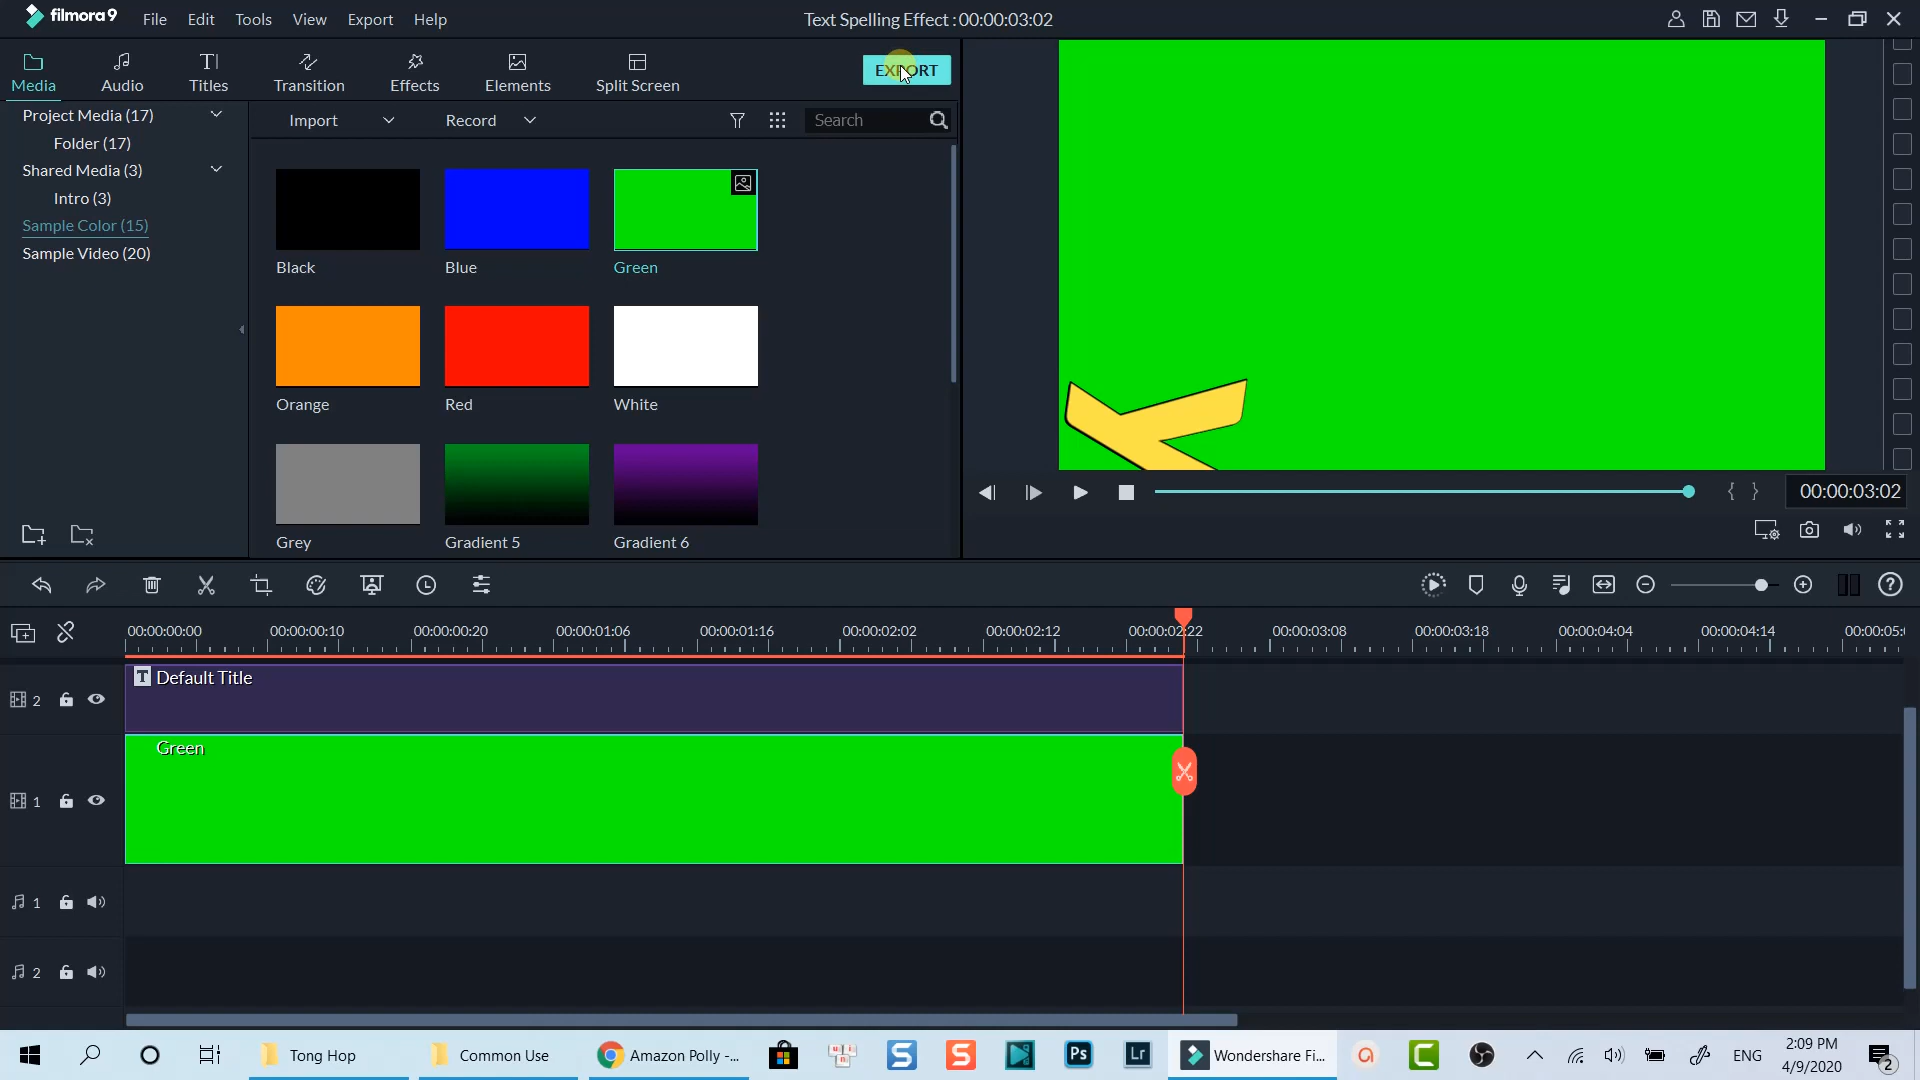 filmora9 File Edit Tools View Export Help Text Spelling Effect : 00:00:03:02
Media Audio Titles Transition Effects Elements Split Screen EXPORT
Project Media (17)
Folder (17)
Shared Media (3)
Intro (3)
Sample Color (15)
Sample Video (20)
Import Record Search
Black Blue Green
Orange Red White
Grey Gradient 5 Gradient 6
{ } 00:00:03:02
00:00:00:00 00:00:00:10 00:00:00:20 00:00:01:06 00:00:01:16 00:00:02:02 00:00:02:12 00:00:02:22 00:00:03:08 00:00:03:18 00:00:04:04 00:00:04:14
2 T Default Title
Green
1
1
2
Tong Hop Common Use Amazon Polly -... Ps Lr Wondershare Fi... ENG 2:09 PM
4/9/2020 2